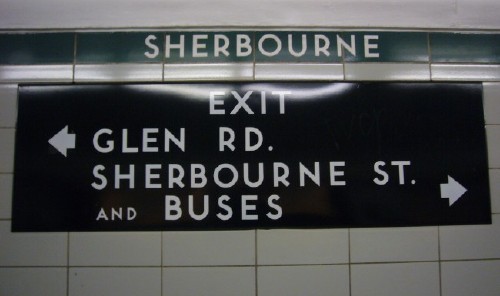 SHERBOURNE
EXIT
GLEN RD.
SHERBOURNE ST.
AND BUSES